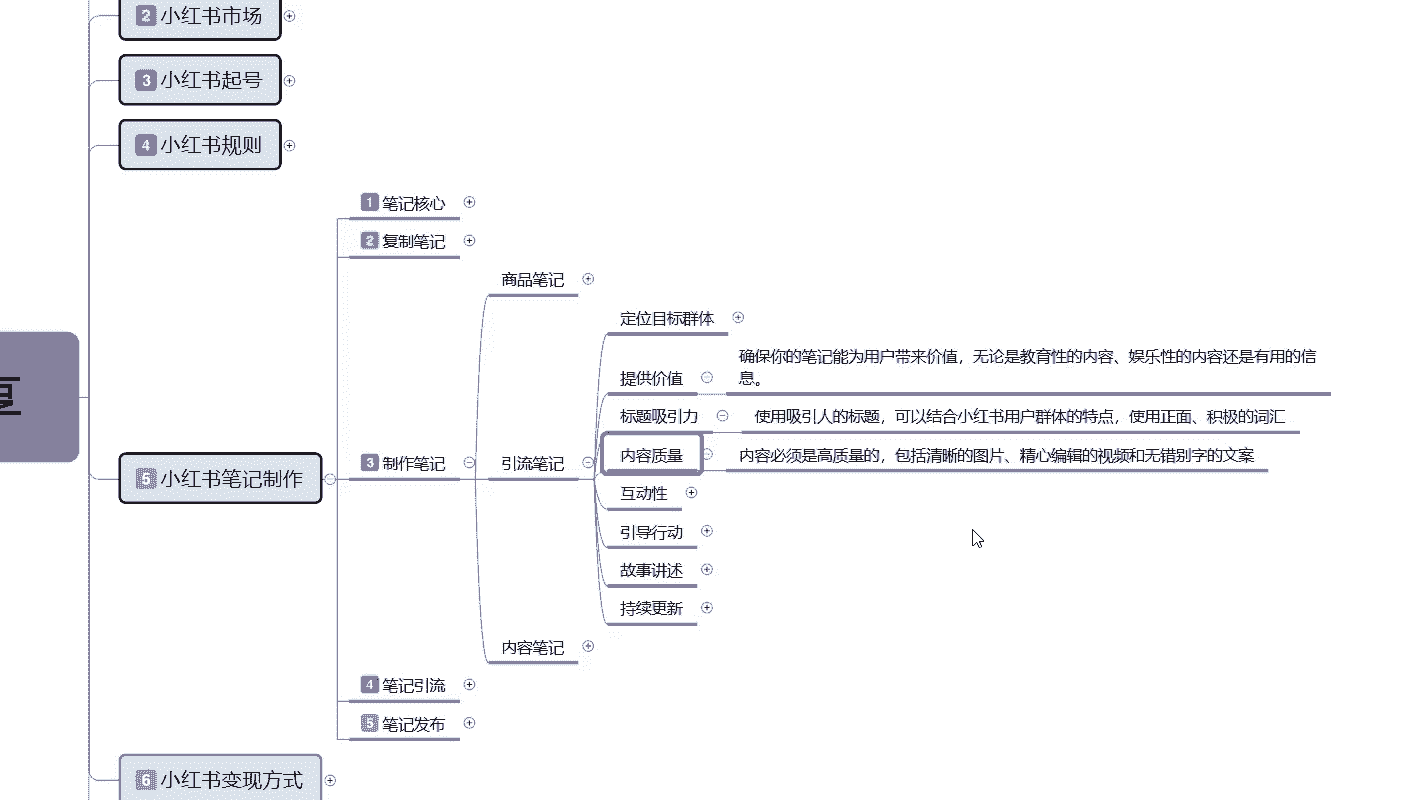 2 小红书市场
3 小红书起号
4 小红书规则
1 笔记核心
2 复制笔记
商品笔记
定位目标群体
确保你的笔记能为用户带来价值，无论是教育性的内容、娱乐性的内容还是有用的信
息。
提供价值
标题吸引力
使用吸引人的标题，可以结合小红书用户群体的特点，使用正面、积极的词汇
内容质量
内容必须是高质量的，包括清晰的图片、精心编辑的视频和无错别字的文案
3 制作笔记
引流笔记
5 小红书笔记制作
互动性
引导行动
故事讲述
持续更新
内容笔记
4 笔记引流
5 笔记发布
6 小红书变现方式